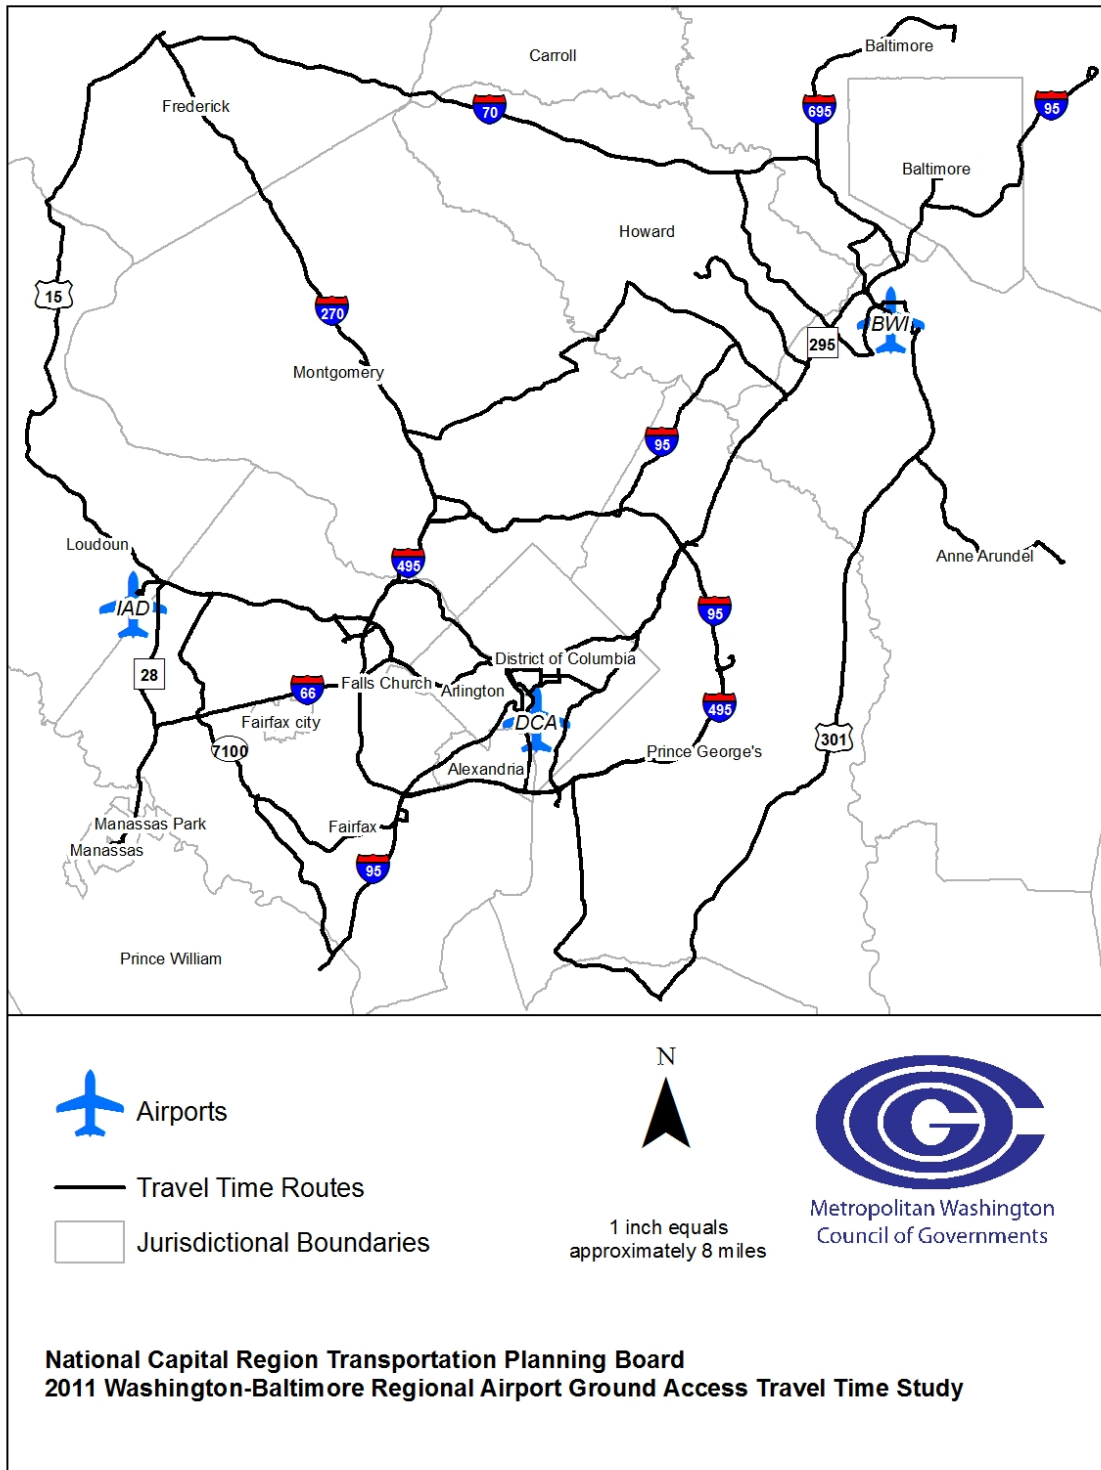 Carroll
Baltimore
Frederick
70
695
95
Baltimore
Howard
15
270
BWI
295
Montgomery
95
Loudoun
495
Anne Arundel
IAD
95
District of Columbia
28
Falls Church
Arlington
66
495
Fairfax city
DCA
301
7100
Prince George's
Alexandria
Manassas Park
Fairfax
Manassas
95
Prince William
Airports
N
Travel Time Routes
Jurisdictional Boundaries
1 inch equals
approximately 8 miles
Metropolitan Washington
Council of Governments
National Capital Region Transportation Planning Board
2011 Washington-Baltimore Regional Airport Ground Access Travel Time Study